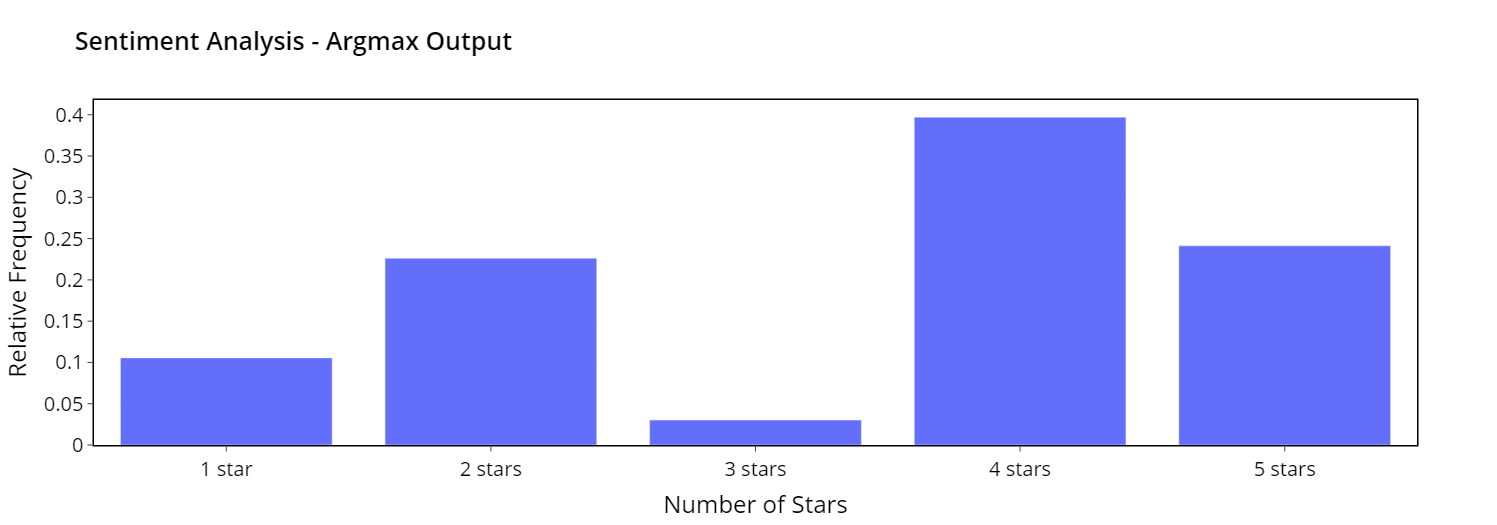 Sentiment Analysis - Argmax Output
Relative Frequency
0.4
0.35
0.3
0.25
0.2
0.15
0.1
0.05
0
1 star 2 stars 3 stars 4 stars 5 stars
Number of Stars